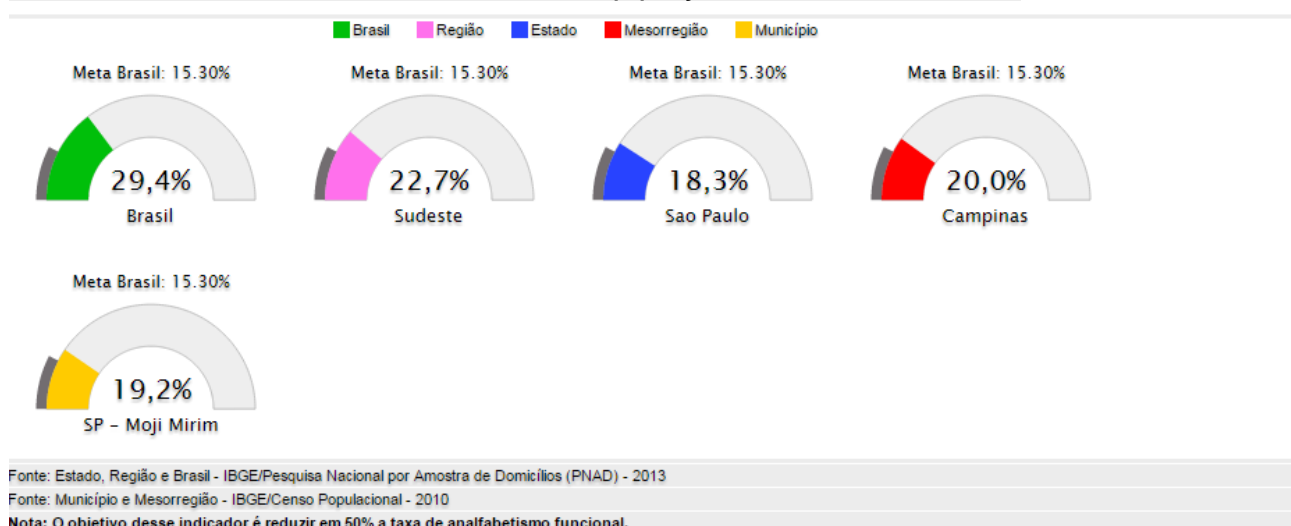 Brasil Região Estado Mesorregião Município
Meta Brasil: 15.30% Meta Brasil: 15.30% Meta Brasil: 15.30% Meta Brasil: 15.30%
29,4% 22,7% 18,3% 20,0%
Brasil Sudeste Sao Paulo Campinas
Meta Brasil: 15.30%
19,2%
SP – Moji Mirim
Fonte: Estado, Região e Brasil - IBGE/Pesquisa Nacional por Amostra de Domicílios (PNAD) - 2013
Fonte: Município e Mesorregião - IBGE/Censo Populacional - 2010
Nota: O objetivo desse indicador é reduzir em 50% a taxa de analfabetismo funcional.